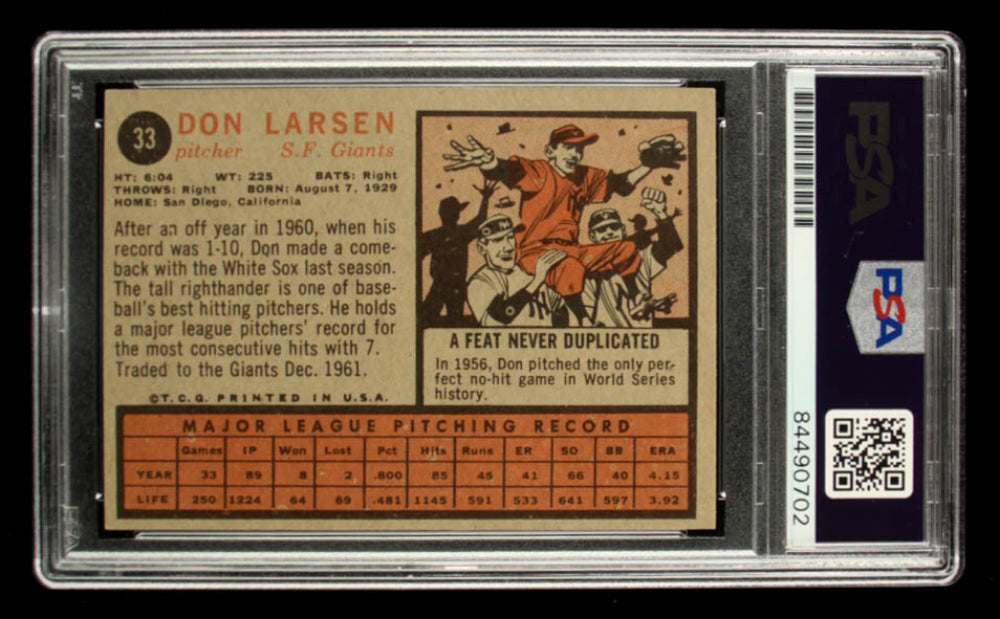 33
DON LARSEN
pitcher S.F. Giants
HT: 6:04 WT: 225 BATS: Right
THROWS: Right BORN: August 7, 1929
HOME: San Diego, California
After an off year in 1960, when his
record was 1-10, Don made a come-
back with the White Sox last season.
The tall righthander is one of base-
ball's best hitting pitchers. He holds
a major league pitchers' record for
the most consecutive hits with 7.
Traded to the Giants Dec. 1961.
©T.C.G. PRINTED IN U.S.A.
A FEAT NEVER DUPLICATED
In 1956, Don pitched the only per-
fect no-hit game in World Series
history.
MAJOR LEAGUE PITCHING RECORD
Games IP Won Lost Pct Hits Runs ER SO BB ERA
YEAR 33 89 8 2 .800 85 45 41 66 40 4.15
LIFE 250 1224 64 69 .481 1145 591 533 641 597 3.92
PSA
PSA
84490702